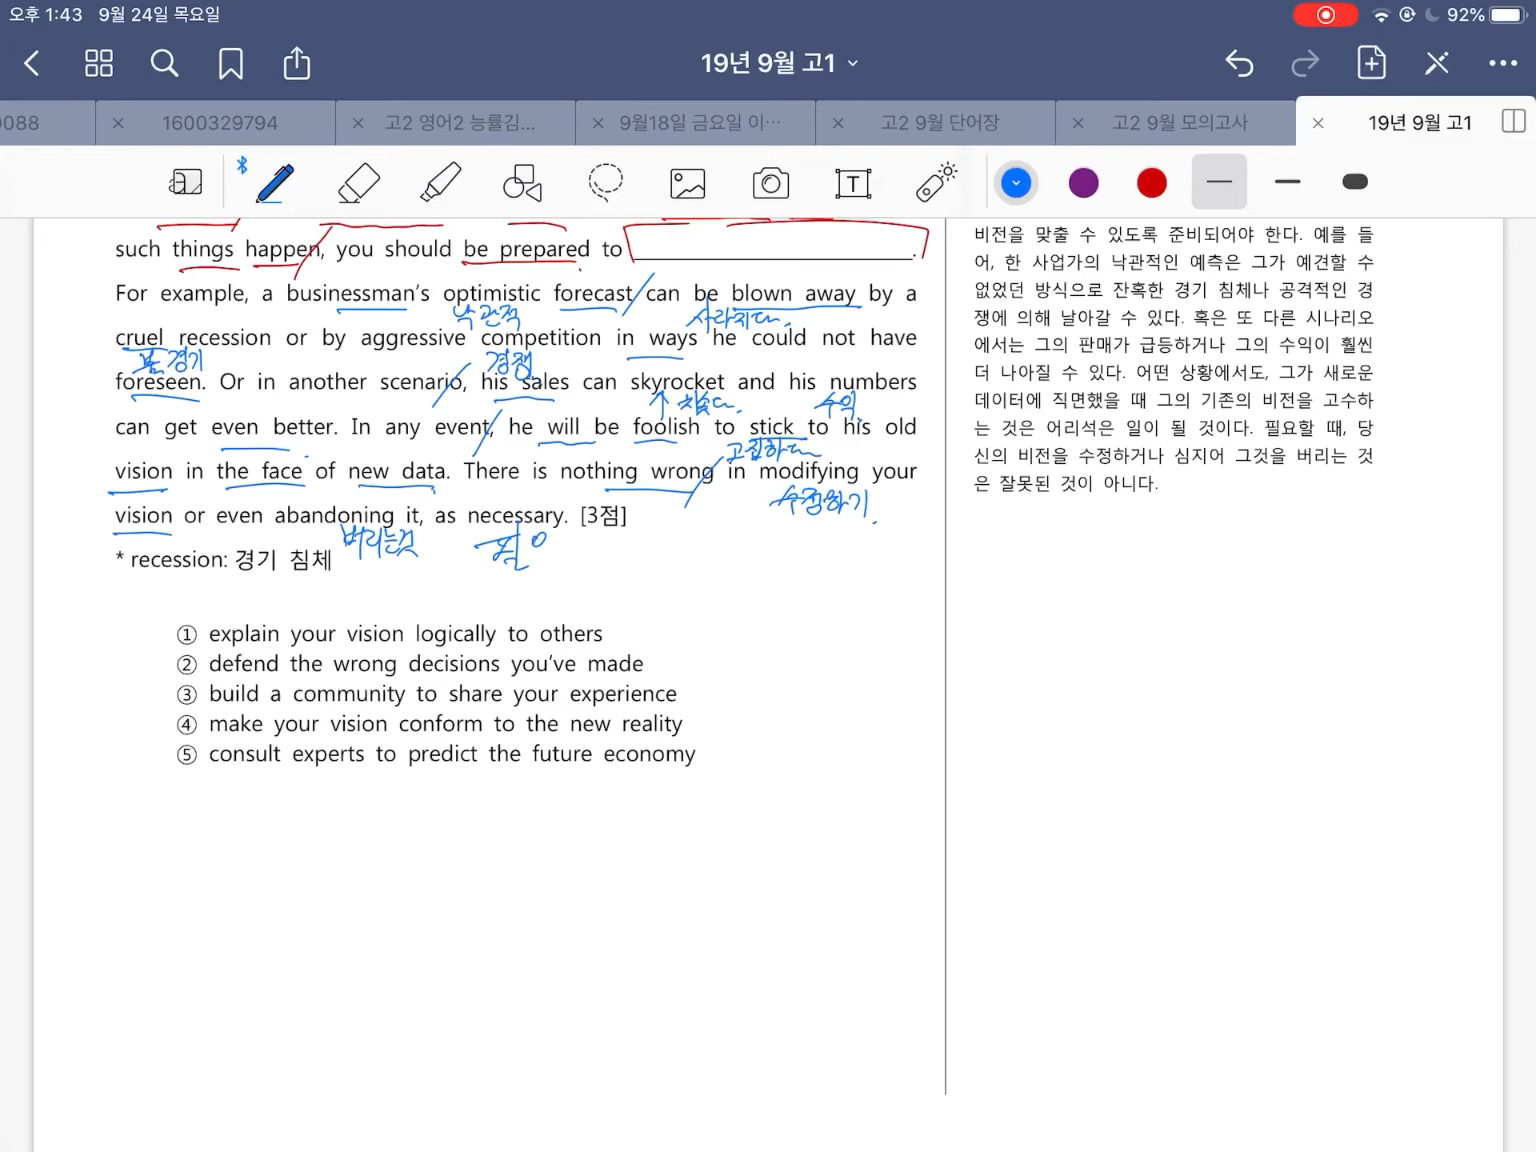 오후 1:43 9월 24일 목요일
92%
19년 9월 고1
0088
1600329794
고2 영어2 능률김...
9월18일 금요일 이...
고2 9월 단어장
고2 9월 모의고사
19년 9월 고1
such things happen, you should be prepared to ____________.
For example, a businessman's optimistic forecast can be blown away by a
낙관적 사라지다.
cruel recession or by aggressive competition in ways he could not have
경기 경쟁
foreseen. Or in another scenario, his sales can skyrocket and his numbers
↑ 치솟다. 수익.
can get even better. In any event, he will be foolish to stick to his old
고집하다
vision in the face of new data. There is nothing wrong in modifying your
수정하기.
vision or even abandoning it, as necessary. [3점]
버리는것 필요
* recession: 경기 침체
① explain your vision logically to others
② defend the wrong decisions you've made
③ build a community to share your experience
④ make your vision conform to the new reality
⑤ consult experts to predict the future economy
비전을 맞출 수 있도록 준비되어야 한다. 예를 들
어, 한 사업가의 낙관적인 예측은 그가 예견할 수
없었던 방식으로 잔혹한 경기 침체나 공격적인 경
쟁에 의해 날아갈 수 있다. 혹은 또 다른 시나리오
에서는 그의 판매가 급등하거나 그의 수익이 훨씬
더 나아질 수 있다. 어떤 상황에서도, 그가 새로운
데이터에 직면했을 때 그의 기존의 비전을 고수하
는 것은 어리석은 일이 될 것이다. 필요할 때, 당
신의 비전을 수정하거나 심지어 그것을 버리는 것
은 잘못된 것이 아니다.